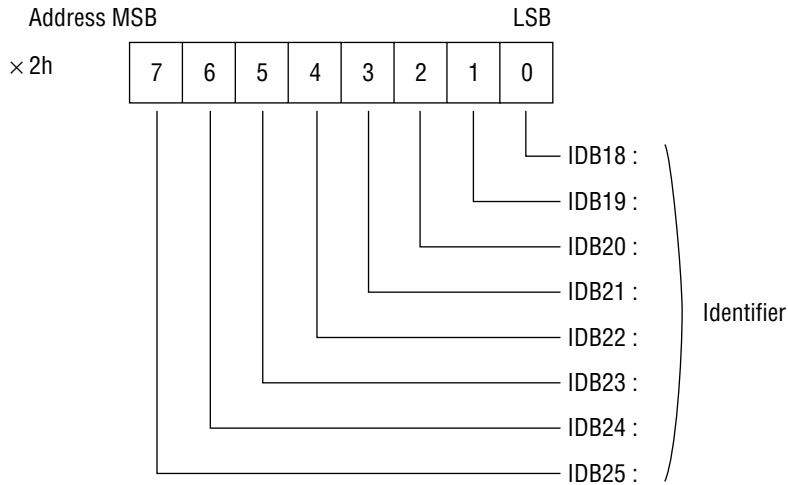 Address MSB LSB
× 2h 7 6 5 4 3 2 1 0
IDB18 :
IDB19 :
IDB20 :
IDB21 :
Identifier
IDB22 :
IDB23 :
IDB24 :
IDB25 :